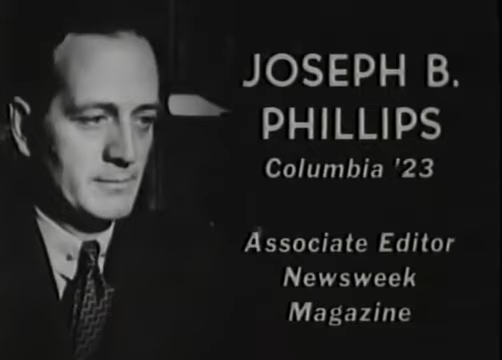 JOSEPH B.
PHILLIPS
Columbia '23
Associate Editor
Newsweek
Magazine